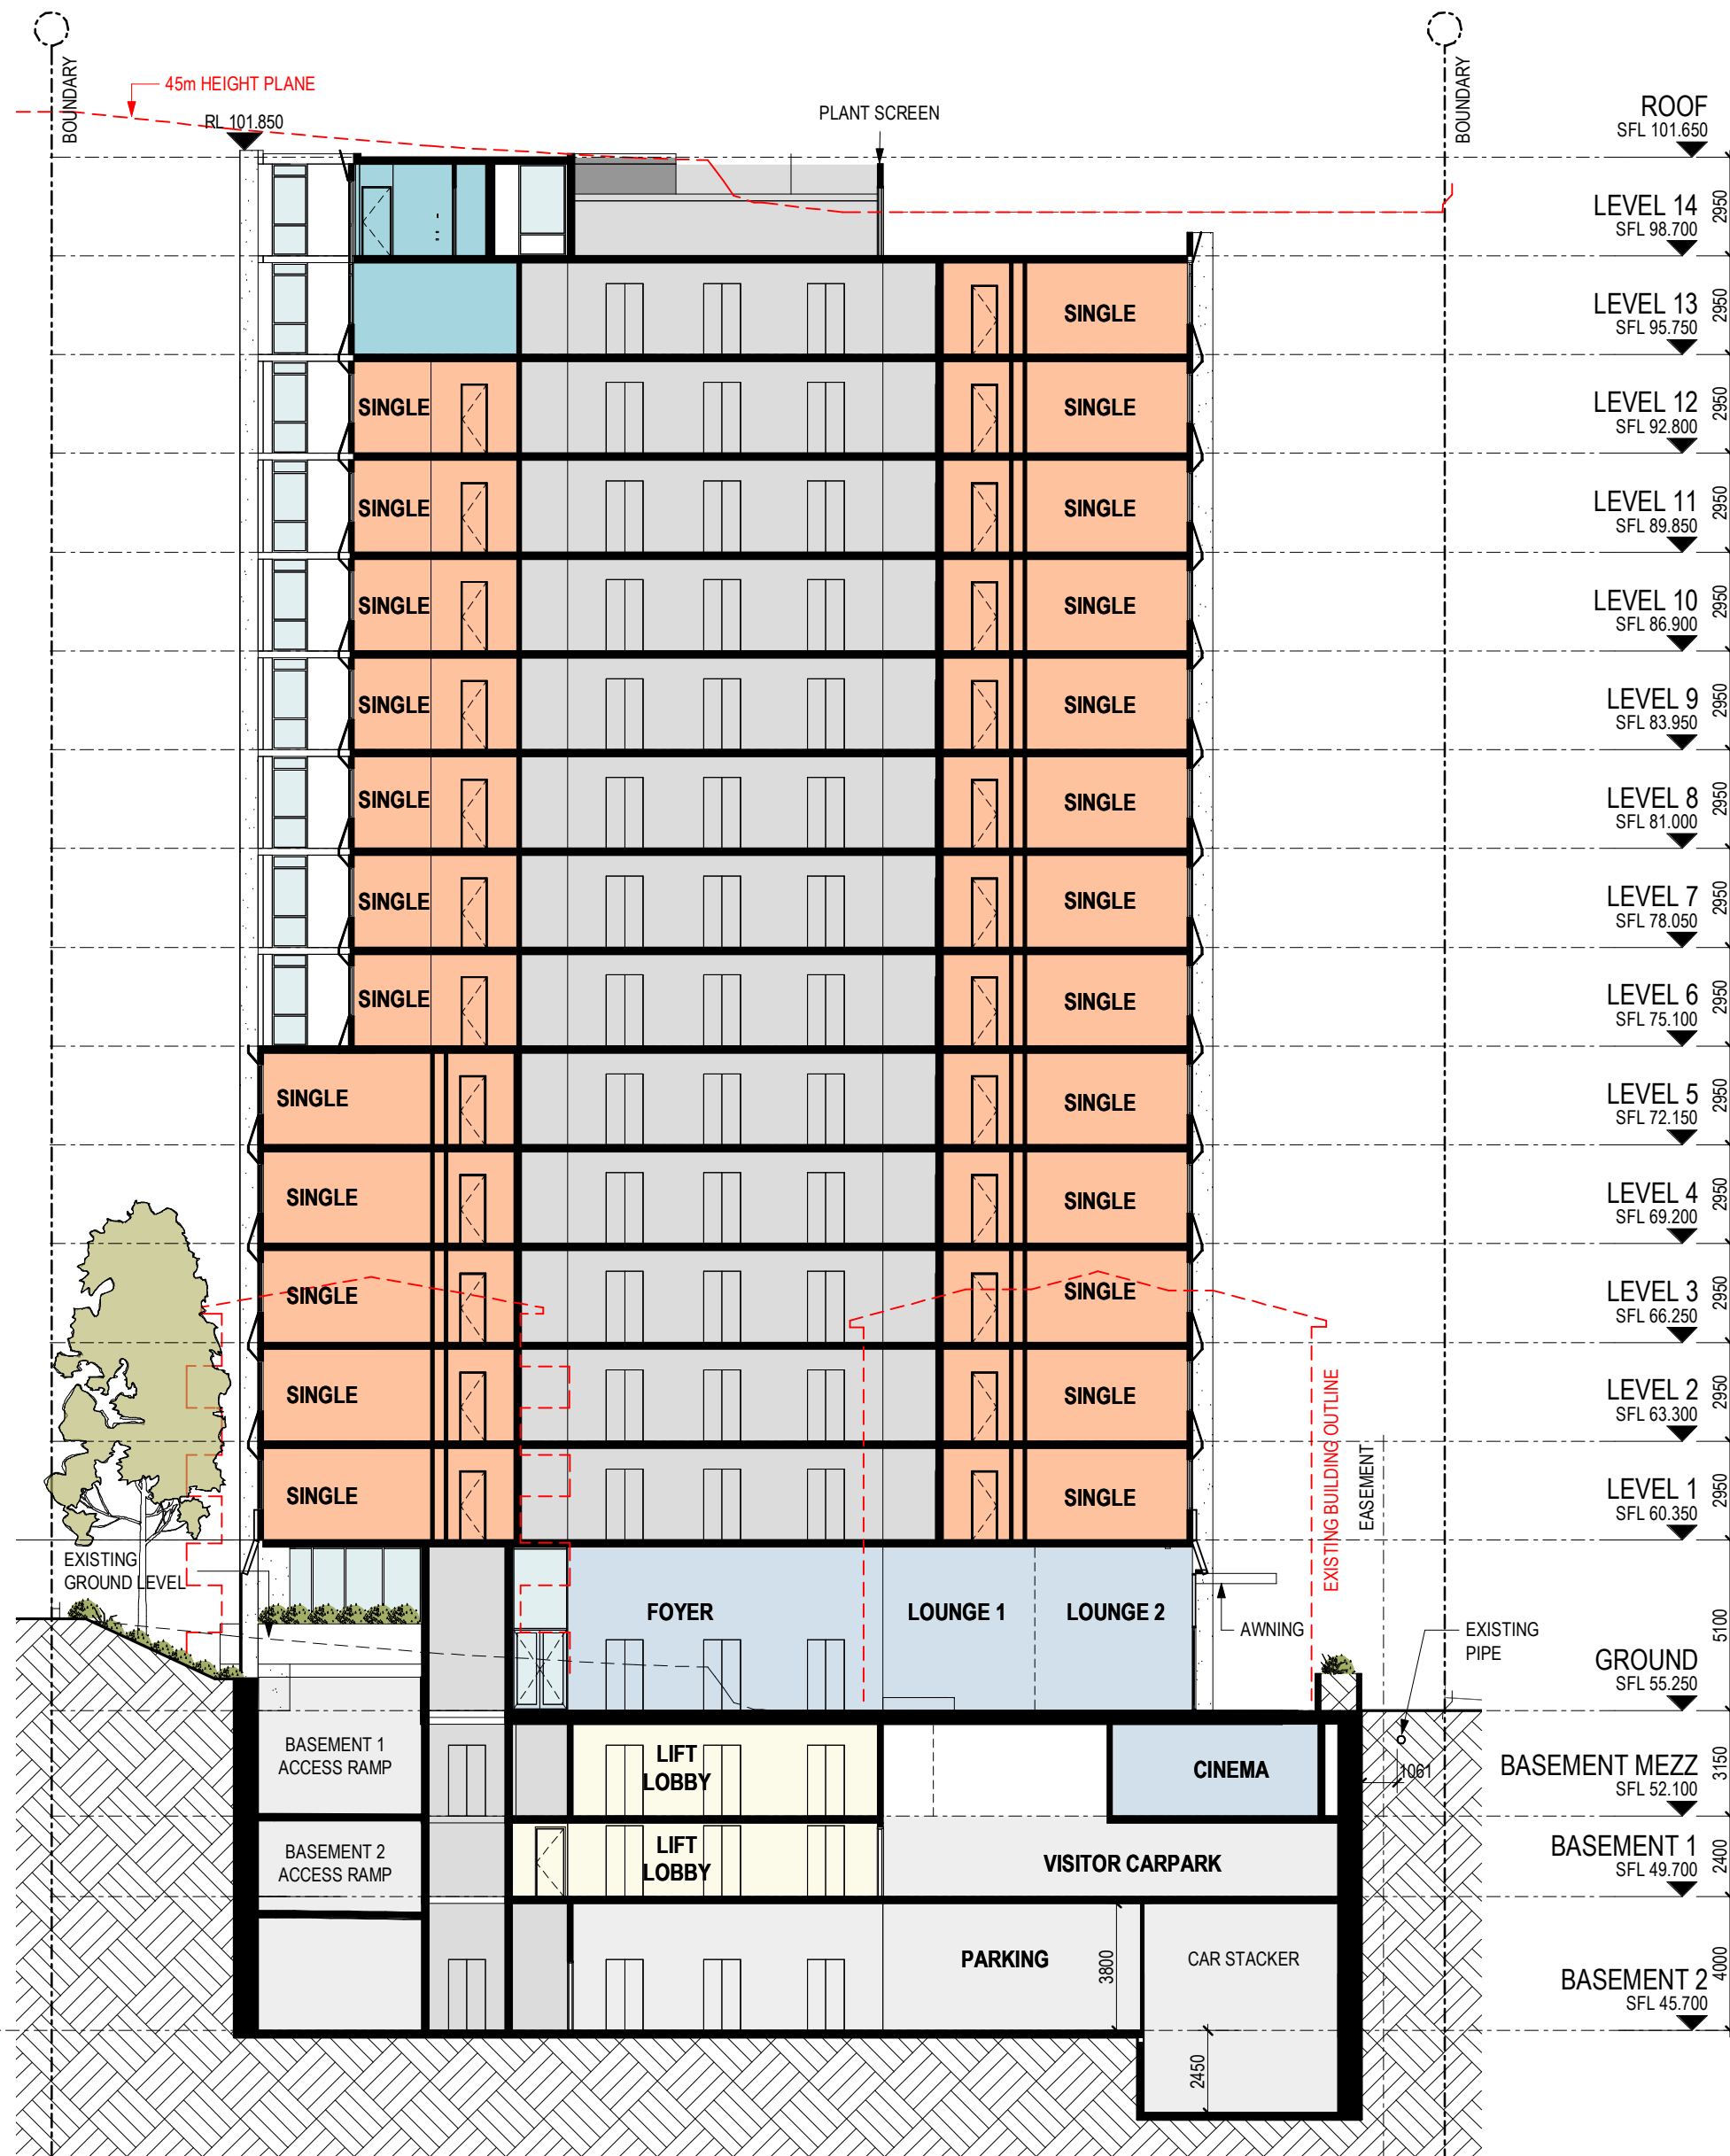 BOUNDARY
45m HEIGHT PLANE
RL 101.850
PLANT SCREEN
BOUNDARY
ROOF
SFL 101.650
LEVEL 14
SFL 98.700
2950
LEVEL 13
SFL 95.750
2950
SINGLE
LEVEL 12
SFL 92.800
2950
SINGLE
SINGLE
LEVEL 11
SFL 89.850
2950
SINGLE
SINGLE
LEVEL 10
SFL 86.900
2950
SINGLE
SINGLE
LEVEL 9
SFL 83.950
2950
SINGLE
SINGLE
LEVEL 8
SFL 81.000
2950
SINGLE
SINGLE
LEVEL 7
SFL 78.050
2950
SINGLE
SINGLE
LEVEL 6
SFL 75.100
2950
SINGLE
SINGLE
LEVEL 5
SFL 72.150
2950
SINGLE
SINGLE
LEVEL 4
SFL 69.200
2950
SINGLE
SINGLE
LEVEL 3
SFL 66.250
2950
SINGLE
SINGLE
LEVEL 2
SFL 63.300
2950
SINGLE
SINGLE
EXISTING BUILDING OUTLINE
EASEMENT
LEVEL 1
SFL 60.350
2950
SINGLE
SINGLE
EXISTING
GROUND LEVEL
FOYER
LOUNGE 1
LOUNGE 2
AWNING
EXISTING
PIPE
5100
GROUND
SFL 55.250
BASEMENT 1
ACCESS RAMP
LIFT
LOBBY
CINEMA
1061
BASEMENT MEZZ
SFL 52.100
3150
BASEMENT 2
ACCESS RAMP
LIFT
LOBBY
VISITOR CARPARK
BASEMENT 1
SFL 49.700
2400
PARKING
3800
CAR STACKER
BASEMENT 2
SFL 45.700
4000
2450